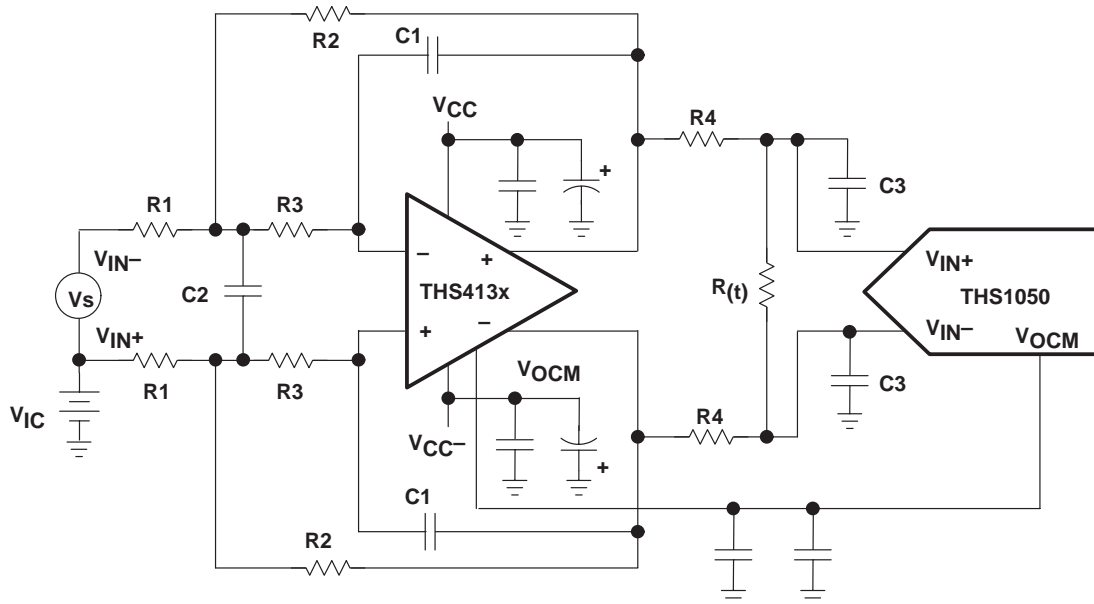 R2
C1
VCC
R4
+
C3
R1
R3
VIN–
–
+
VIN+
Vs
C2
THS413x
R(t)
THS1050
VIN+
+
–
VIN–
VOCM
R1
R3
VOCM
C3
VIC
R4
VCC–
+
C1
R2